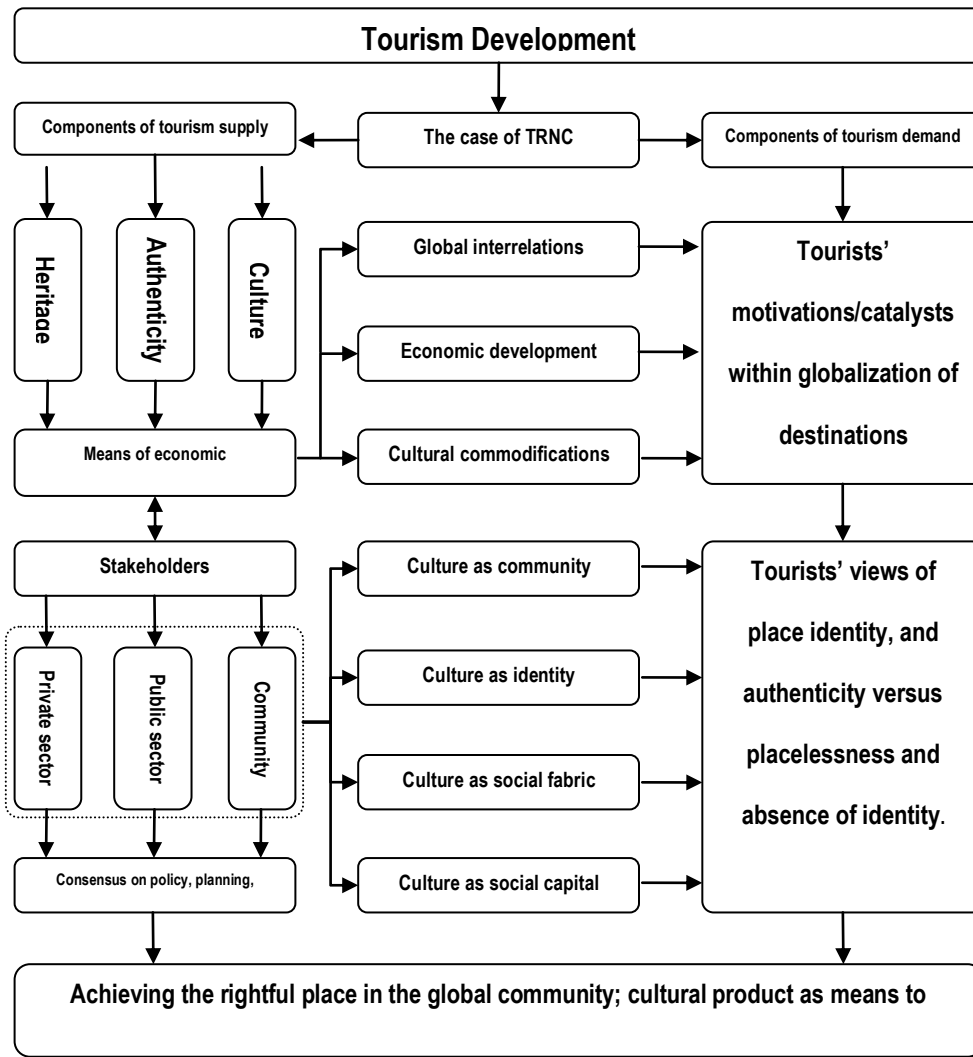 Tourism Development
Components of tourism supply
The case of TRNC
Components of tourism demand
Heritage
Authenticity
Culture
Global interrelations
Economic development
Cultural commodifications
Tourists’
motivations/catalysts
within globalization of
destinations
Means of economic
Stakeholders
Private sector
Public sector
Community
Culture as community
Culture as identity
Culture as social fabric
Culture as social capital
Tourists’ views of
place identity, and
authenticity versus
placelessness and
absence of identity.
Consensus on policy, planning,
Achieving the rightful place in the global community; cultural product as means to